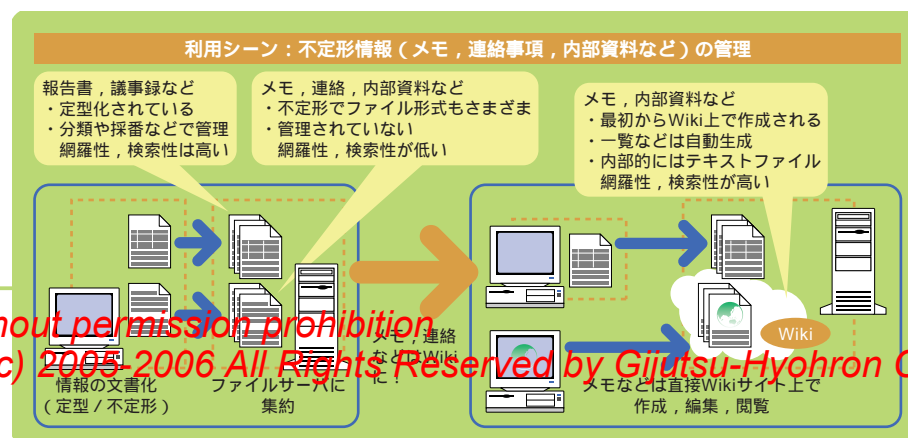 利用シーン：不定形情報（メモ，連絡事項，内部資料など）の管理
報告書，議事録など
・定型化されている
・分類や採番などで管理
網羅性，検索性は高い
メモ，連絡，内部資料など
・不定形でファイル形式もさまざま
・管理されていない
網羅性，検索性が低い
メモ，内部資料など
・最初からWiki上で作成される
・一覧などは自動生成
・内部的にはテキストファイル
網羅性，検索性が高い
Wiki
メモ，連絡
などはWiki
に！
情報の文書化
（定型／不定形）
ファイルサーバに
集約
メモなどは直接Wikiサイト上で
作成，編集，閲覧
hout permission prohibition
c) 2005-2006 All Rights Reserved by Gijutsu-Hyohron C